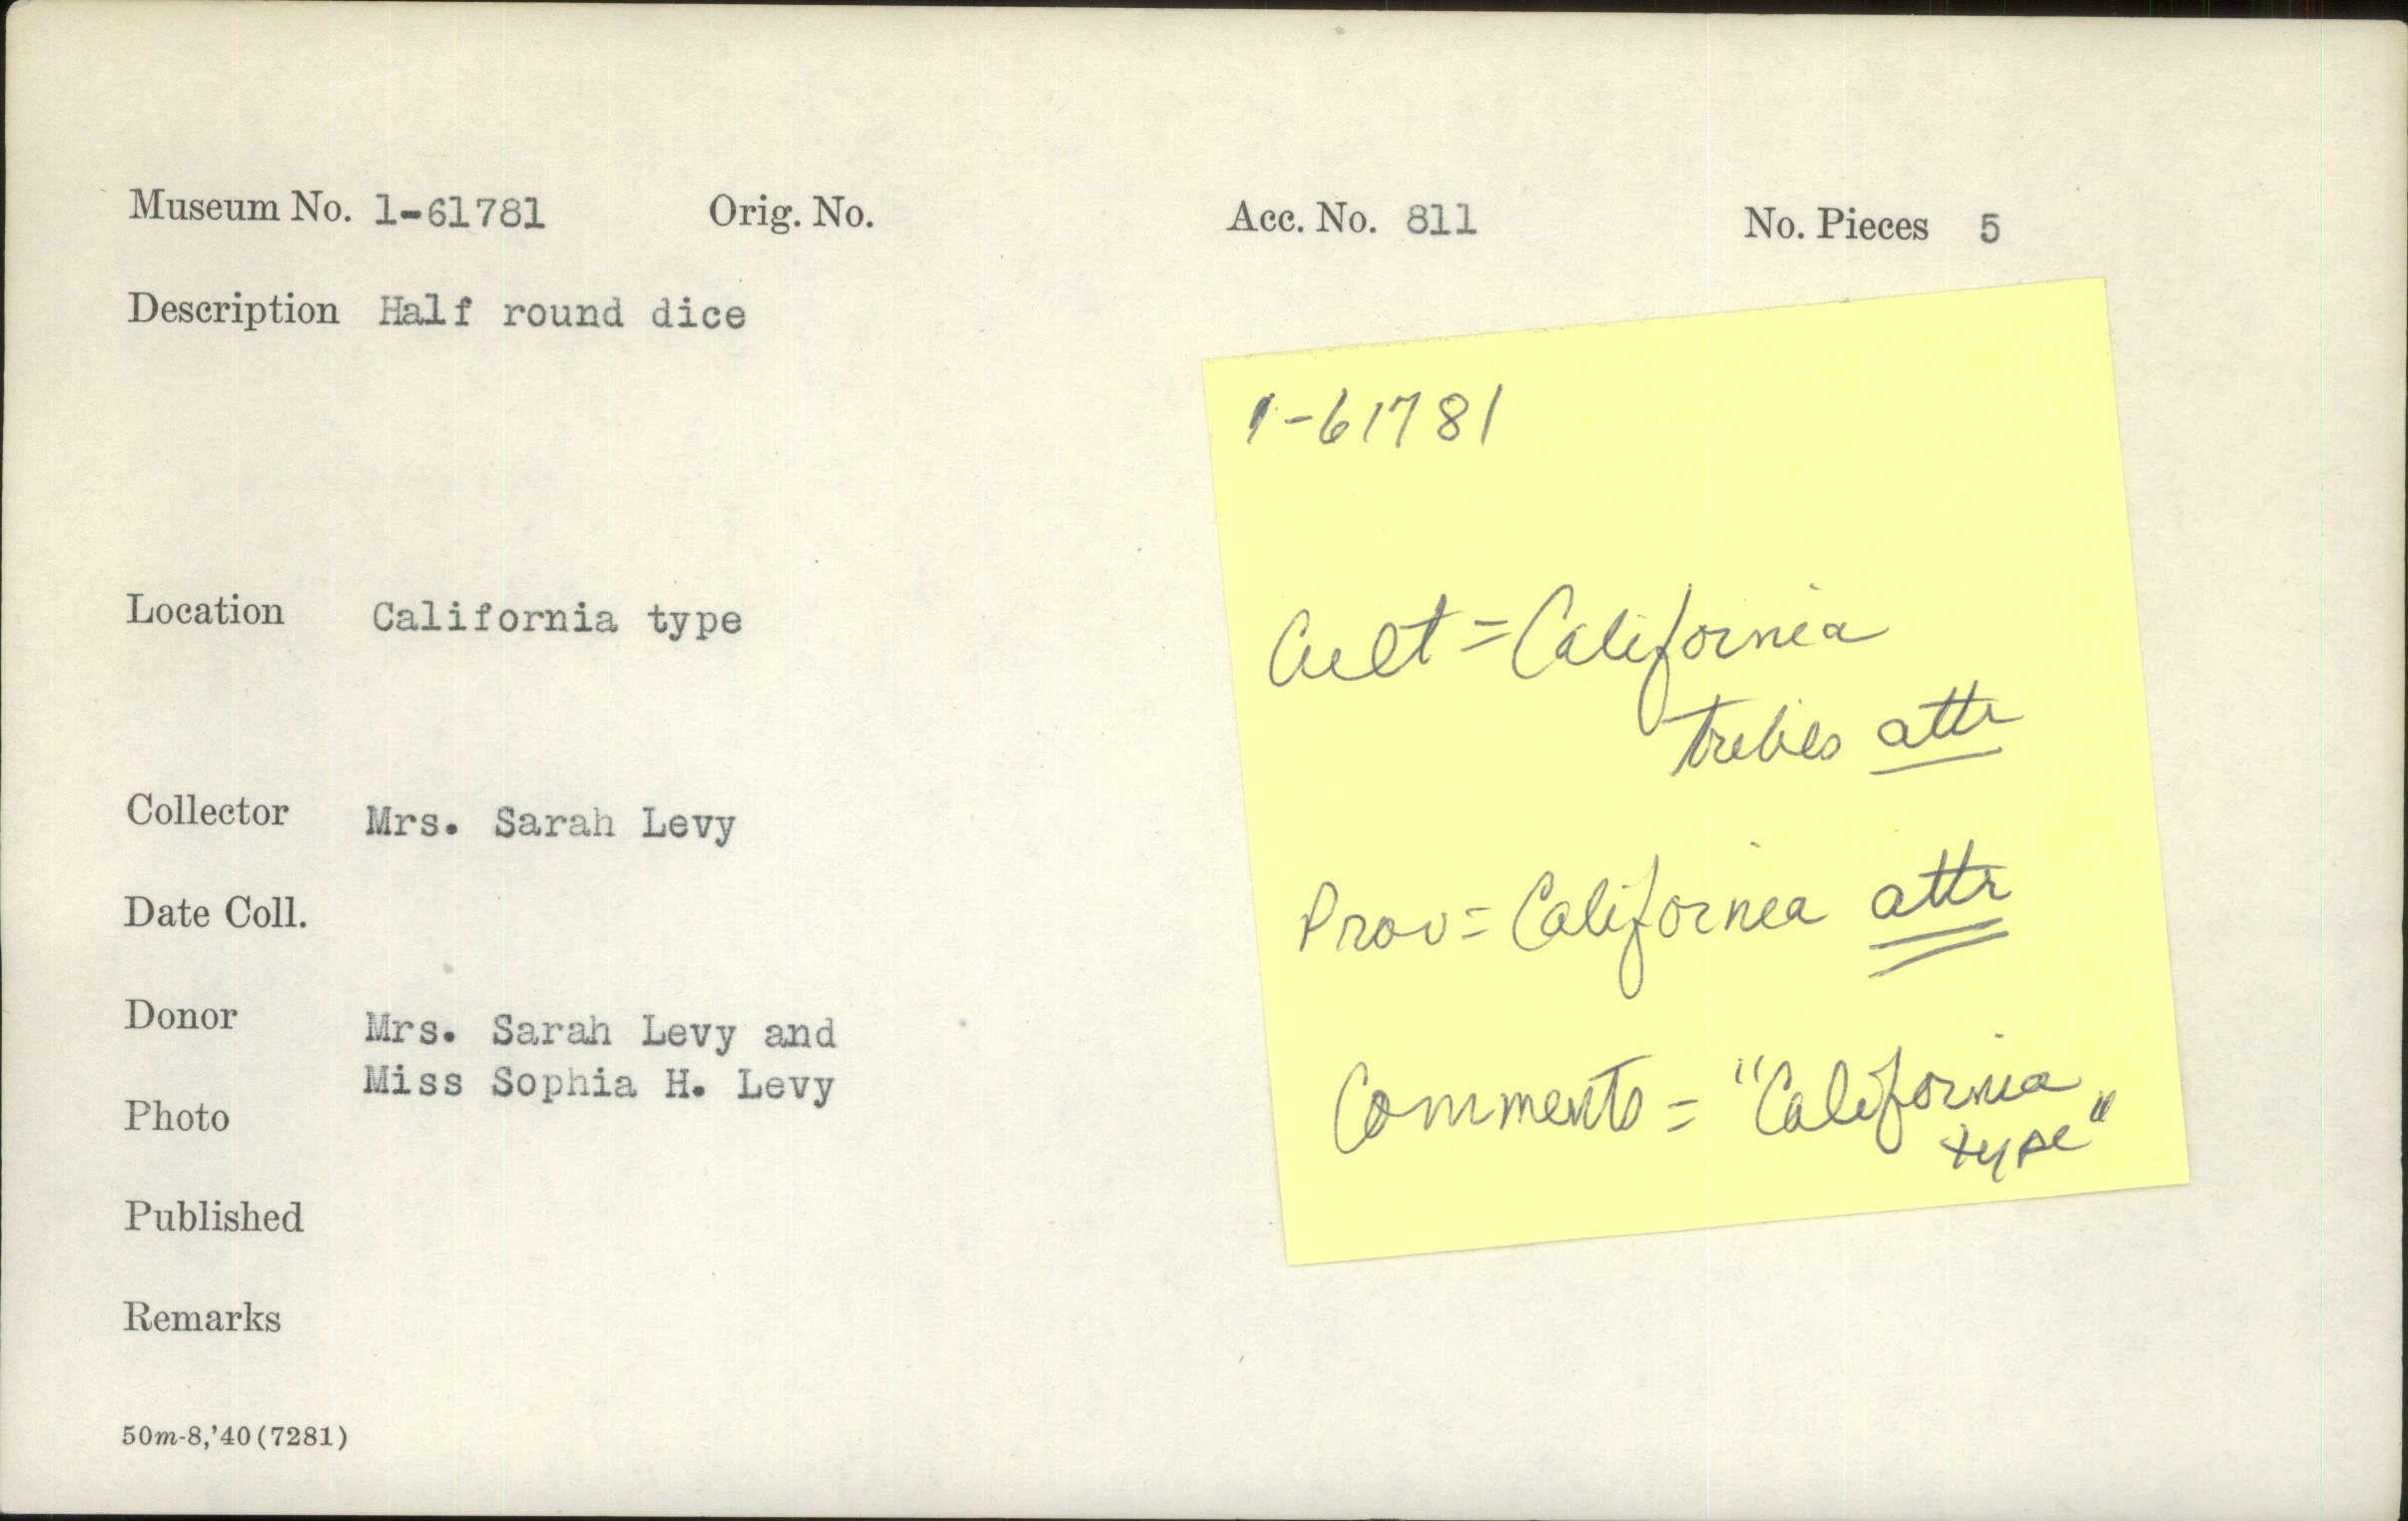 Museum No. 1-61781 Orig. No. Acc. No. 811 No. Pieces 5
Description Half round dice
Location California type
Collector Mrs. Sarah Levy
Date Coll.
Donor Mrs. Sarah Levy and
Miss Sophia H. Levy
Photo
Published
Remarks
50m-8,'40(7281)
1-61781
Cult = California
tribes attr
Prov = California attr
Comments = "California
type"